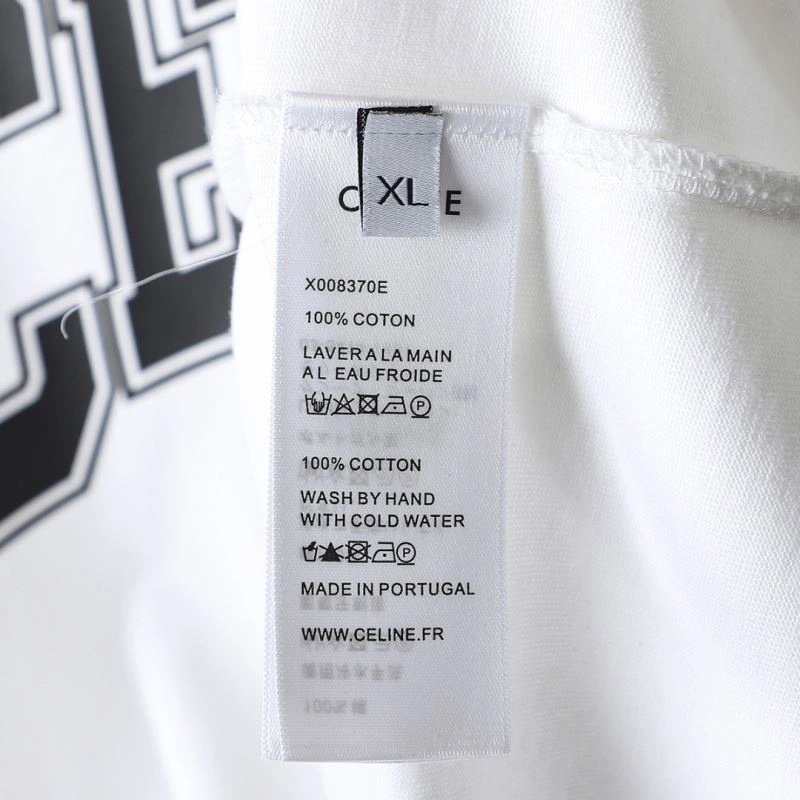 XL
C E
X008370E
100% COTON
LAVER A LA MAIN
A L EAU FROIDE
P
100% COTTON
WASH BY HAND
WITH COLD WATER
P
MADE IN PORTUGAL
WWW.CELINE.FR